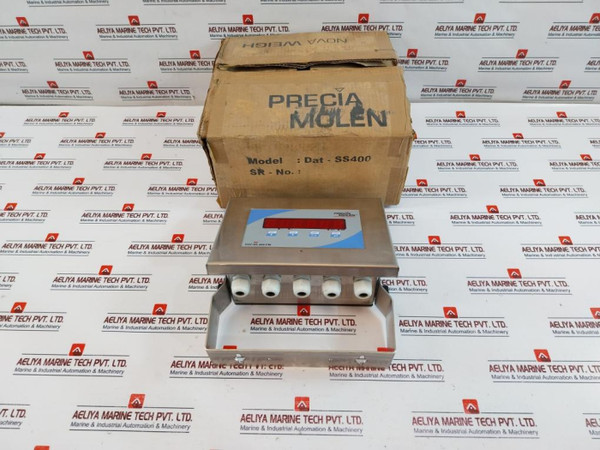 NOVA WEIGH
PRECIA
MOLEN
Model : Dat - SS400
SR - No. :
AELIYA MARINE TECH PVT. LTD.
Marine & Industrial Automation & Machinery